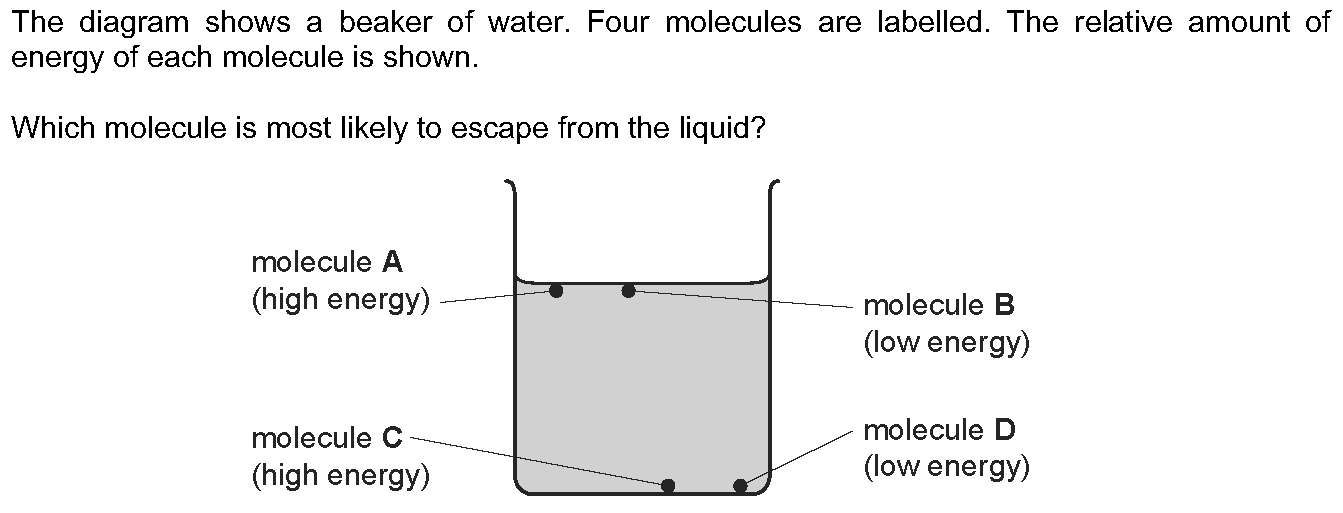 The diagram shows a beaker of water. Four molecules are labelled. The relative amount of
energy of each molecule is shown.
Which molecule is most likely to escape from the liquid?
molecule A
(high energy)
molecule B
(low energy)
molecule C
(high energy)
molecule D
(low energy)